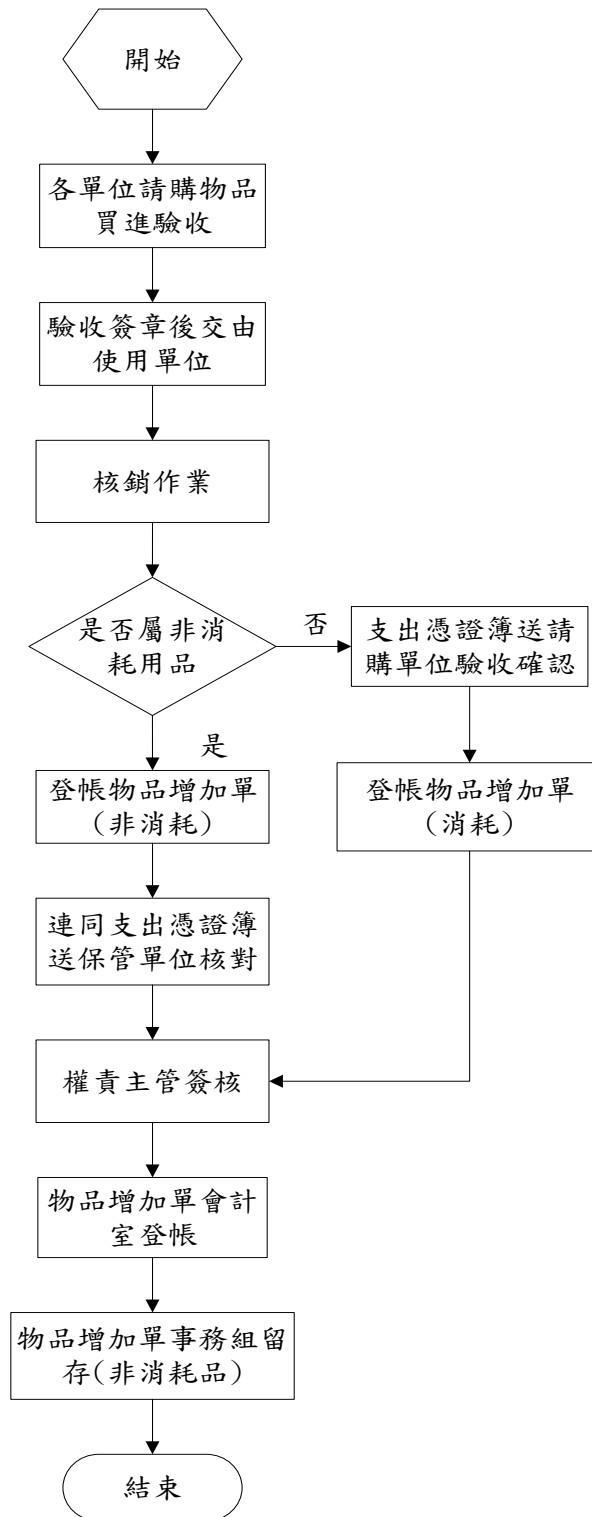 開始
各單位請購物品
買進驗收
驗收簽章後交由
使用單位
核銷作業
是否屬非消
耗用品
否
支出憑證簿送請
購單位驗收確認
是
登帳物品增加單
(非消耗)
登帳物品增加單
(消耗)
連同支出憑證簿
送保管單位核對
權責主管簽核
物品增加單會計
室登帳
物品增加單事務組留
存(非消耗品)
結束